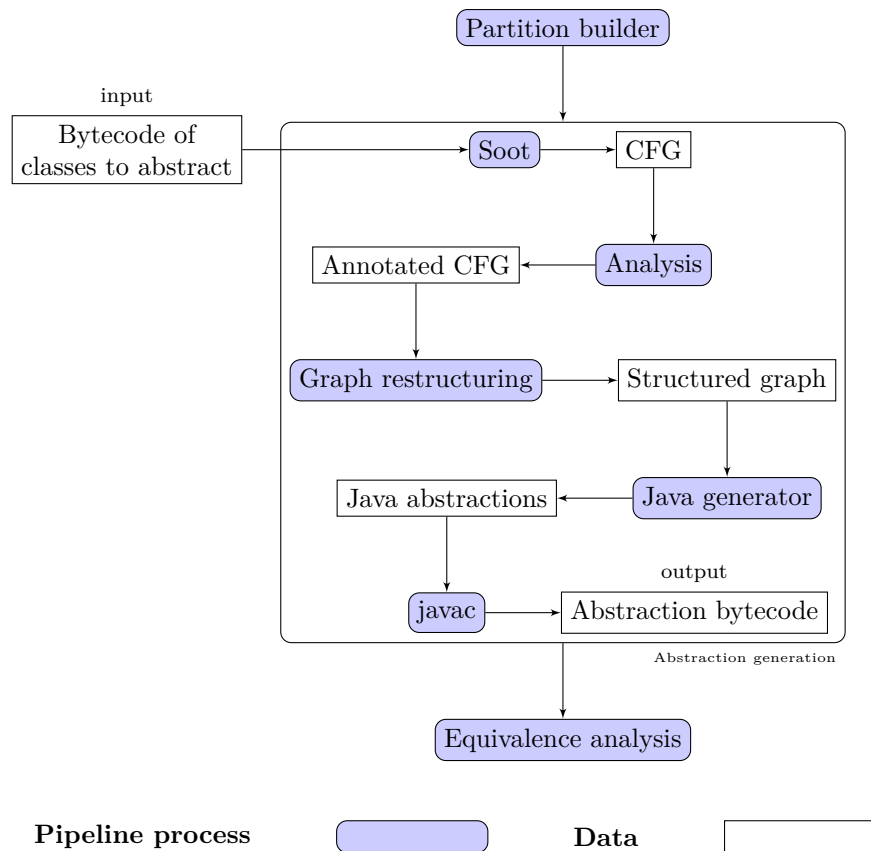 Partition builder
input
Bytecode of
classes to abstract
Soot
CFG
Annotated CFG
Analysis
Graph restructuring
Structured graph
Java abstractions
Java generator
output
javac
Abstraction bytecode
Abstraction generation
Equivalence analysis
Pipeline process
Data